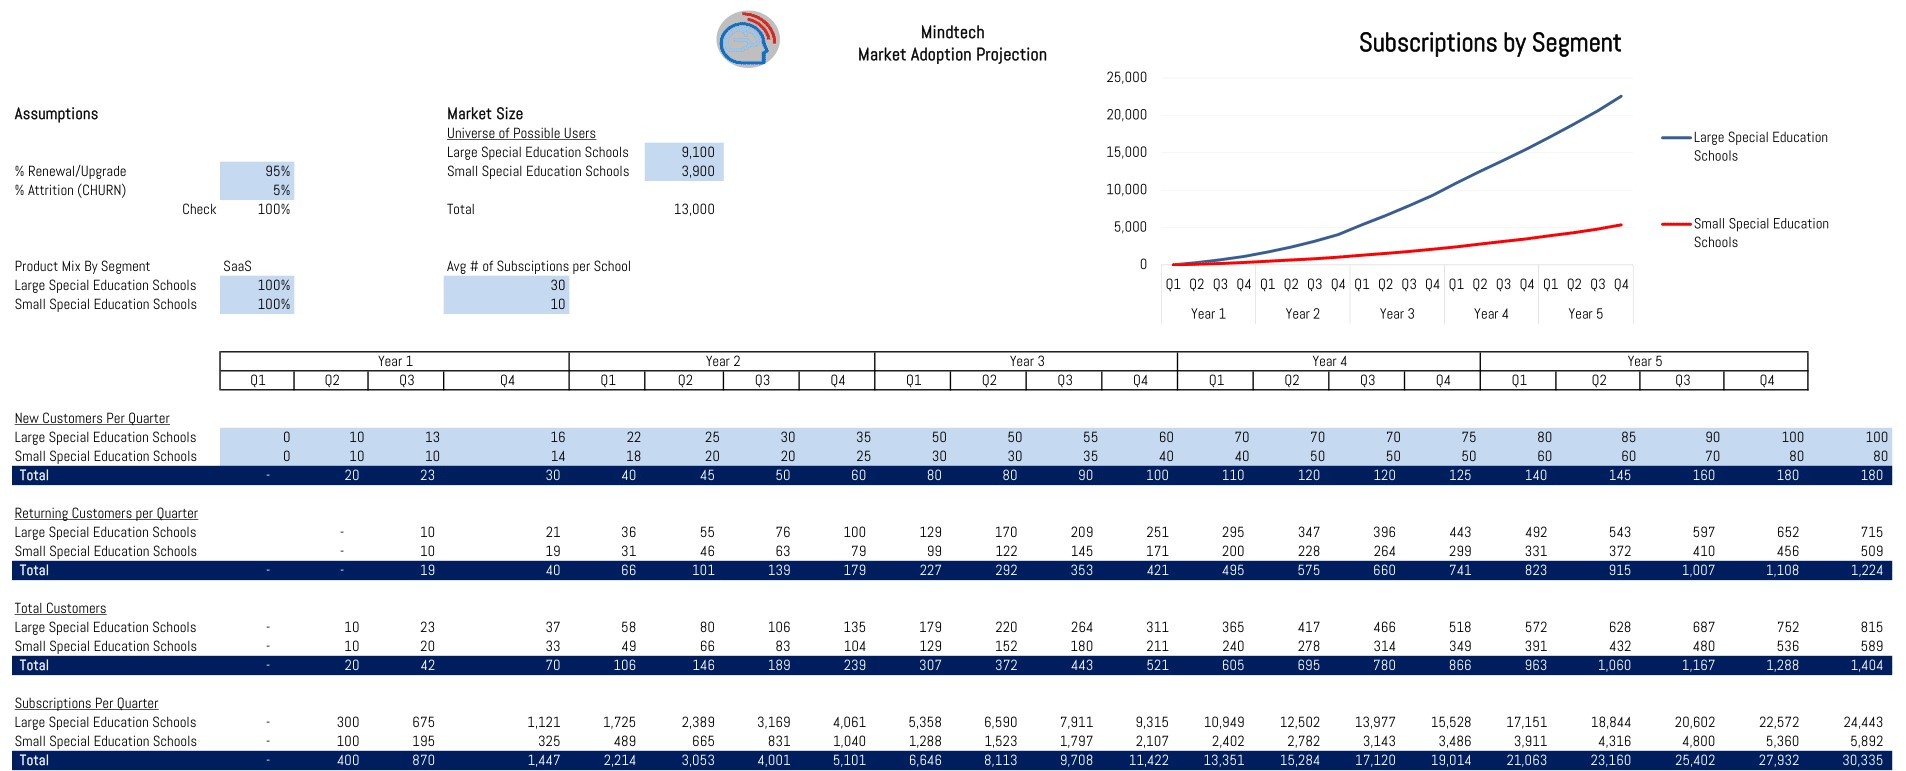 Mindtech
Market Adoption Projection
Subscriptions by Segment
25,000
20,000
15,000
10,000
5,000
0
Q1 Q2 Q3 Q4 Q1 Q2 Q3 Q4 Q1 Q2 Q3 Q4 Q1 Q2 Q3 Q4 Q1 Q2 Q3 Q4
Year 1 Year 2 Year 3 Year 4 Year 5
Large Special Education
Schools
Small Special Education
Schools
Assumptions
% Renewal/Upgrade 95%
% Attrition (CHURN) 5%
Check 100%
Product Mix By Segment SaaS
Large Special Education Schools 100%
Small Special Education Schools 100%
Market Size
Universe of Possible Users
Large Special Education Schools 9,100
Small Special Education Schools 3,900
Total 13,000
Avg # of Subsciptions per School
30
10
Year 1 Year 2 Year 3 Year 4 Year 5
Q1 Q2 Q3 Q4 Q1 Q2 Q3 Q4 Q1 Q2 Q3 Q4 Q1 Q2 Q3 Q4 Q1 Q2 Q3 Q4
New Customers Per Quarter
Large Special Education Schools 0 10 13 16 22 25 30 35 50 50 55 60 70 70 70 75 80 85 90 100 100
Small Special Education Schools 0 10 10 14 18 20 20 25 30 30 35 40 40 50 50 50 60 60 70 80 80
Total - 20 23 30 40 45 50 60 80 80 90 100 110 120 120 125 140 145 160 180 180
Returning Customers per Quarter
Large Special Education Schools - 10 21 36 55 76 100 129 170 209 251 295 347 396 443 492 543 597 652 715
Small Special Education Schools - 10 19 31 46 63 79 99 122 145 171 200 228 264 299 331 372 410 456 509
Total - - 19 40 66 101 139 179 227 292 353 421 495 575 660 741 823 915 1,007 1,108 1,224
Total Customers
Large Special Education Schools - 10 23 37 58 80 106 135 179 220 264 311 365 417 466 518 572 628 687 752 815
Small Special Education Schools - 10 20 33 49 66 83 104 129 152 180 211 240 278 314 349 391 432 480 536 589
Total - 20 42 70 106 146 189 239 307 372 443 521 605 695 780 866 963 1,060 1,167 1,288 1,404
Subscriptions Per Quarter
Large Special Education Schools - 300 675 1,121 1,725 2,389 3,169 4,061 5,358 6,590 7,911 9,315 10,949 12,502 13,977 15,528 17,151 18,844 20,602 22,572 24,443
Small Special Education Schools - 100 195 325 489 665 831 1,040 1,288 1,523 1,797 2,107 2,402 2,782 3,143 3,486 3,911 4,316 4,800 5,360 5,892
Total - 400 870 1,447 2,214 3,053 4,001 5,101 6,646 8,113 9,708 11,422 13,351 15,284 17,120 19,014 21,063 23,160 25,402 27,932 30,335